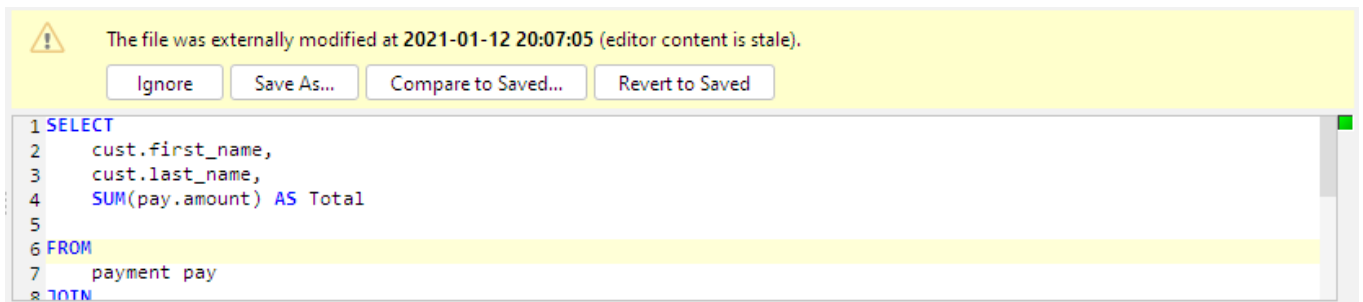 The file was externally modified at 2021-01-12 20:07:05 (editor content is stale).
Ignore Save As... Compare to Saved... Revert to Saved
1 SELECT
2 cust.first_name,
3 cust.last_name,
4 SUM(pay.amount) AS Total
5
6 FROM
7 payment pay
8 JOIN